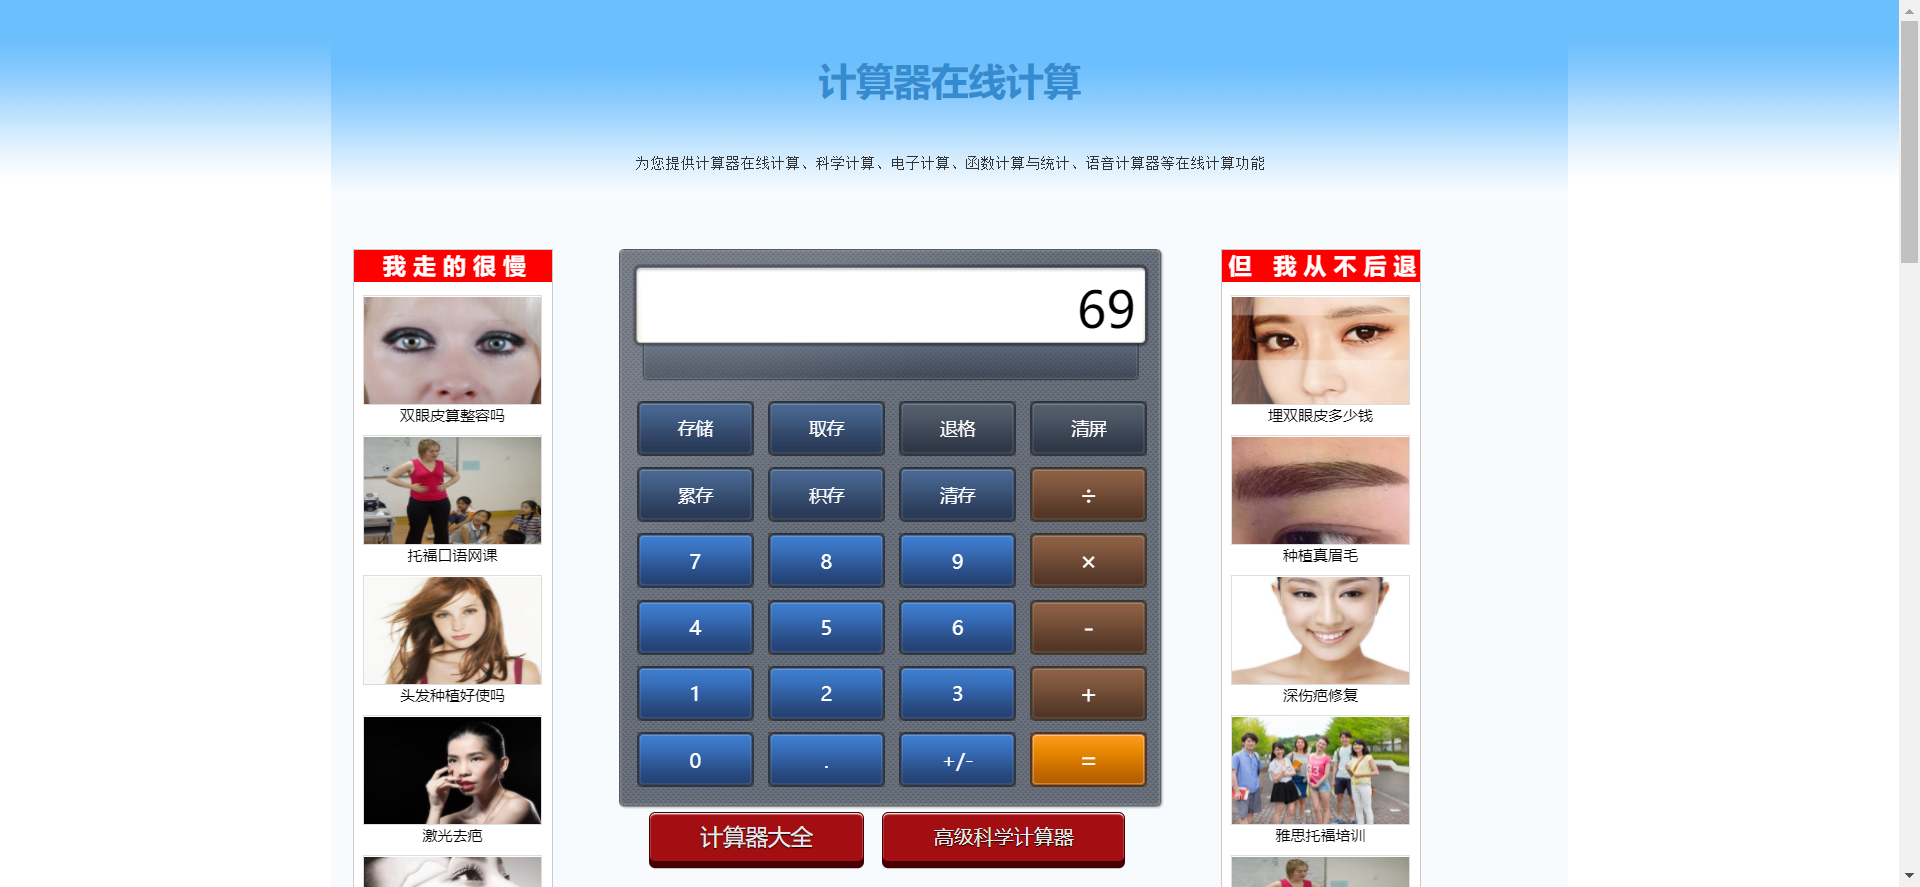 计算器在线计算
为您提供计算器在线计算、科学计算、电子计算、函数计算与统计、语音计算器等在线计算功能
我走的很慢
双眼皮算整容吗
托福口语网课
头发种植好使吗
激光去疤
69
存储 取存 退格 清屏
累存 积存 清存 ÷
7 8 9 ×
4 5 6 -
1 2 3 +
0 . +/- =
计算器大全 高级科学计算器
但 我从不后退
埋双眼皮多少钱
种植真眉毛
深伤疤修复
雅思托福培训